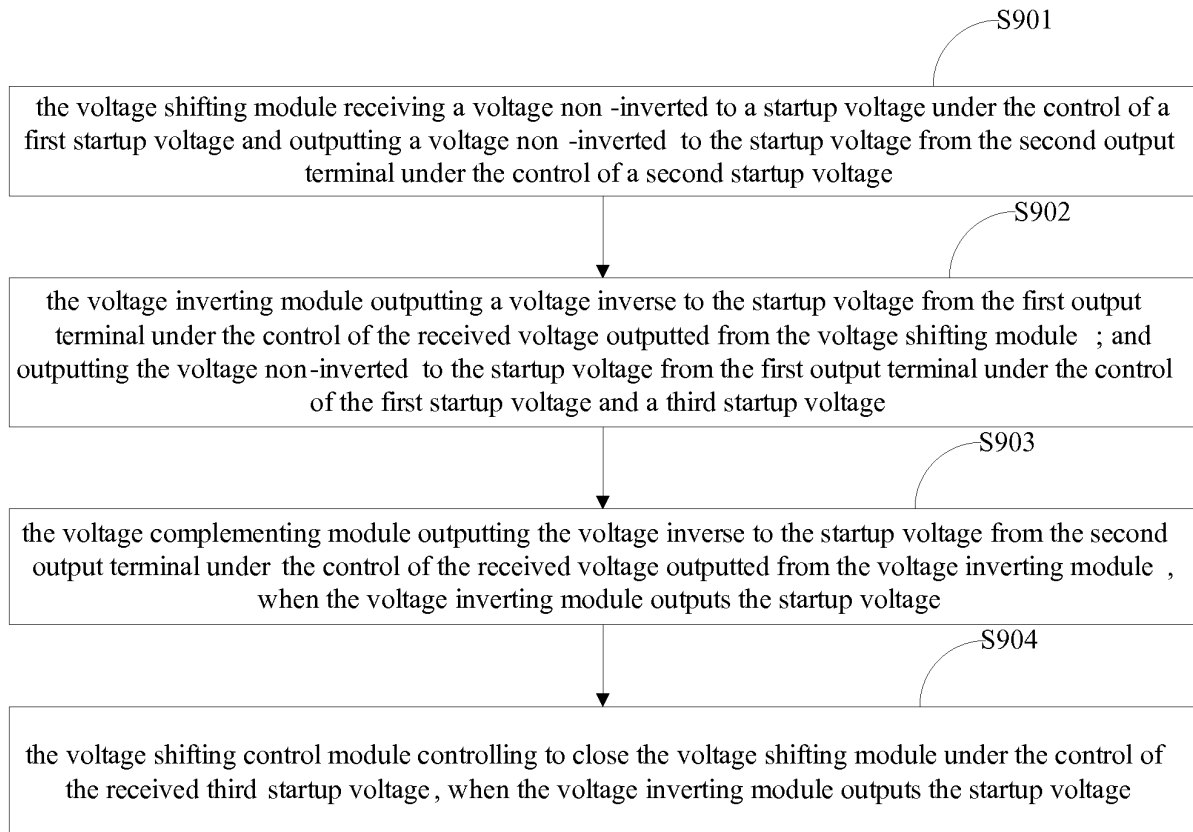 S901
the voltage shifting module receiving a voltage non -inverted to a startup voltage under the control of a
first startup voltage and outputting a voltage non -inverted to the startup voltage from the second output
terminal under the control of a second startup voltage
S902
the voltage inverting module outputting a voltage inverse to the startup voltage from the first output
terminal under the control of the received voltage outputted from the voltage shifting module ; and
outputting the voltage non-inverted to the startup voltage from the first output terminal under the control
of the first startup voltage and a third startup voltage
S903
the voltage complementing module outputting the voltage inverse to the startup voltage from the second
output terminal under the control of the received voltage outputted from the voltage inverting module ,
when the voltage inverting module outputs the startup voltage
S904
the voltage shifting control module controlling to close the voltage shifting module under the control of
the received third startup voltage , when the voltage inverting module outputs the startup voltage